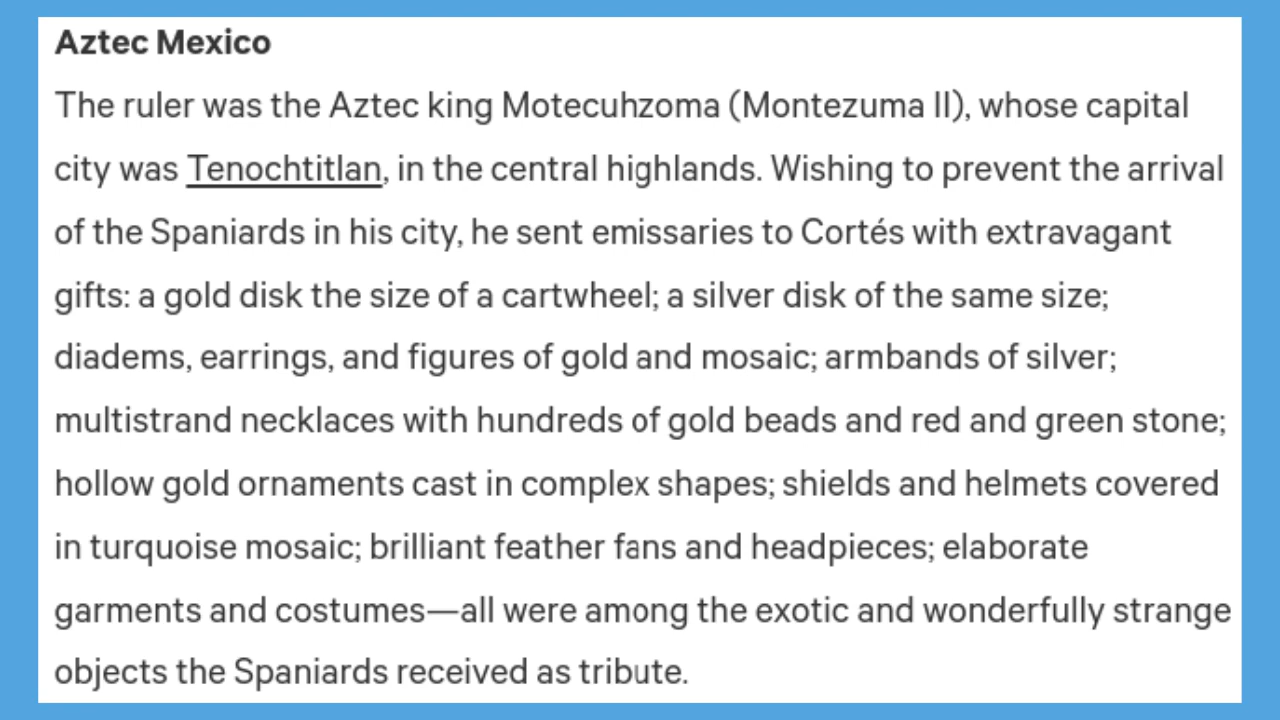 Aztec Mexico
The ruler was the Aztec king Motecuhzoma (Montezuma II), whose capital
city was Tenochtitlan, in the central highlands. Wishing to prevent the arrival
of the Spaniards in his city, he sent emissaries to Cortés with extravagant
gifts: a gold disk the size of a cartwheel; a silver disk of the same size;
diadems, earrings, and figures of gold and mosaic; armbands of silver;
multistrand necklaces with hundreds of gold beads and red and green stone;
hollow gold ornaments cast in complex shapes; shields and helmets covered
in turquoise mosaic; brilliant feather fans and headpieces; elaborate
garments and costumes—all were among the exotic and wonderfully strange
objects the Spaniards received as tribute.